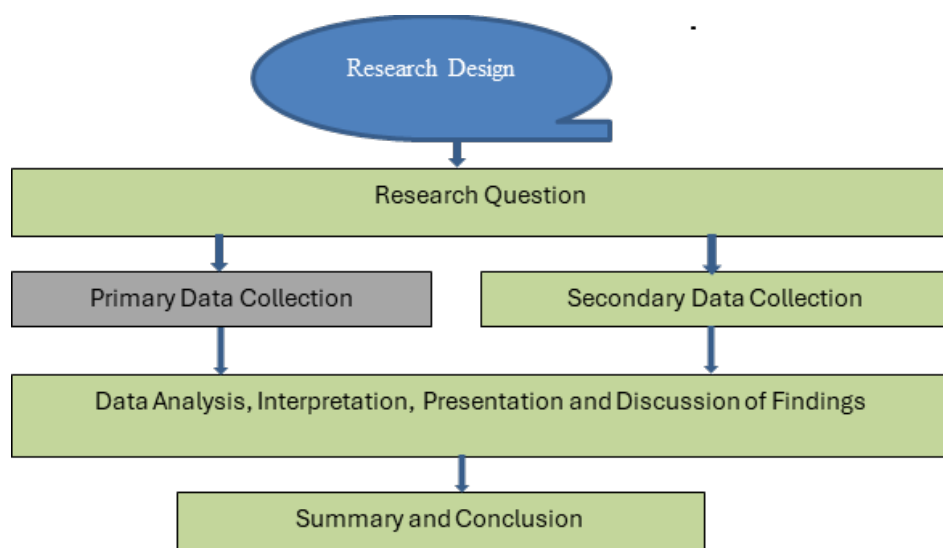 Research Design
Research Question
Primary Data Collection
Secondary Data Collection
Data Analysis, Interpretation, Presentation and Discussion of Findings
Summary and Conclusion